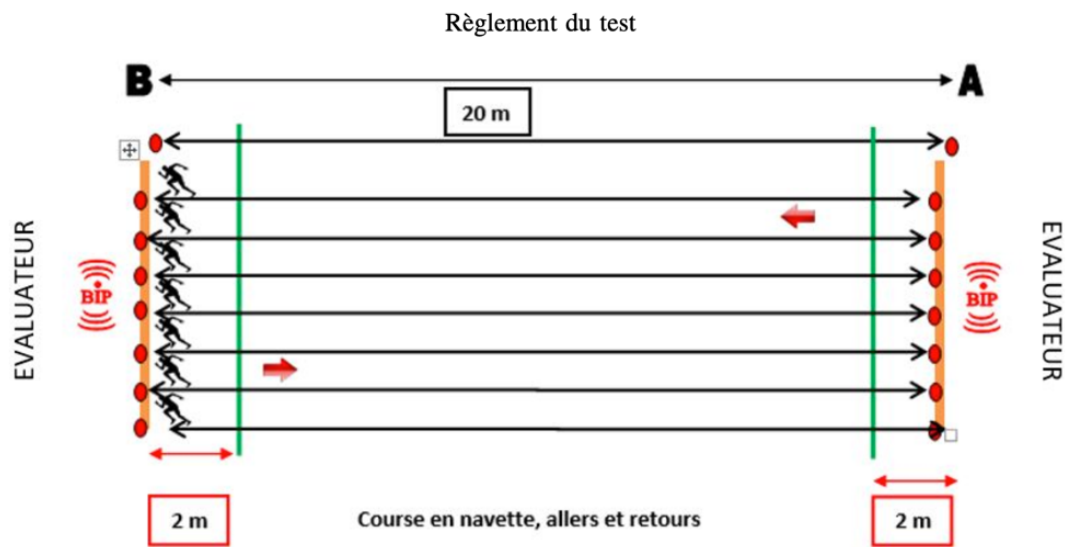 Règlement du test
B
A
20 m
EVALUATEUR
BIP
BIP
EVALUATEUR
2 m
Course en navette, allers et retours
2 m